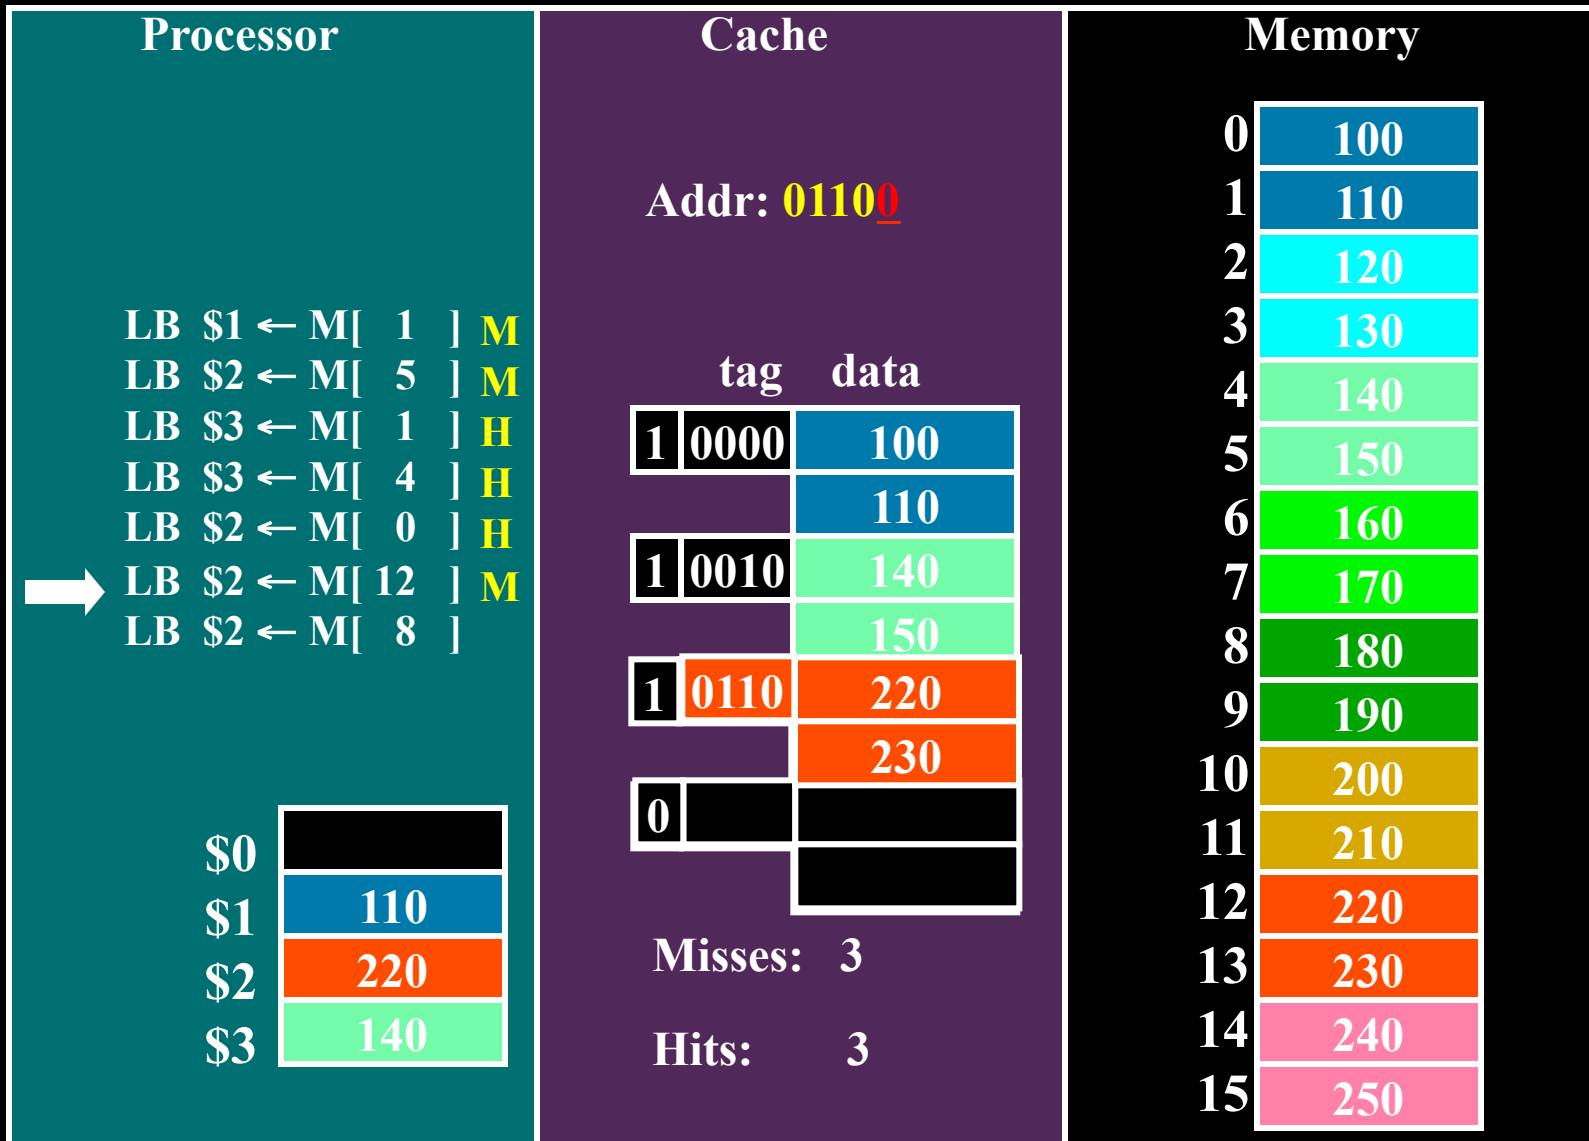 Processor
LB $1 ← M[ 1 ] M
LB $2 ← M[ 5 ] M
LB $3 ← M[ 1 ] H
LB $3 ← M[ 4 ] H
LB $2 ← M[ 0 ] H
LB $2 ← M[ 12 ] M
LB $2 ← M[ 8 ]
$0
$1 110
$2 220
$3 140
Cache
Addr: 01100
tag data
1 0000 100
110
1 0010 140
150
1 0110 220
230
0
Misses: 3
Hits: 3
Memory
0 100
1 110
2 120
3 130
4 140
5 150
6 160
7 170
8 180
9 190
10 200
11 210
12 220
13 230
14 240
15 250